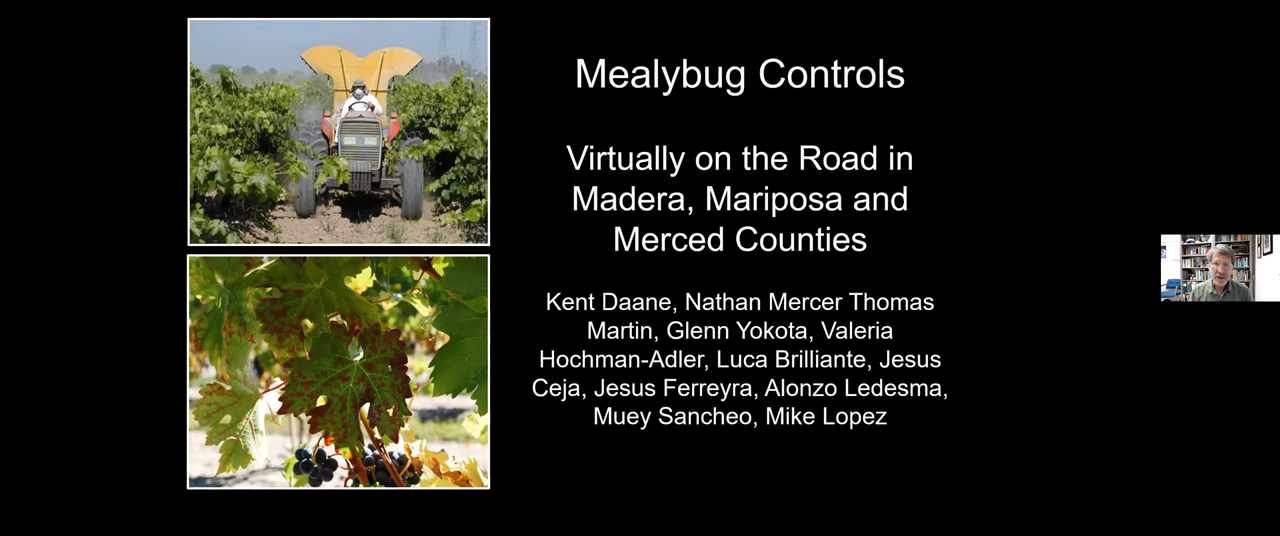 Mealybug Controls
Virtually on the Road in
Madera, Mariposa and
Merced Counties
Kent Daane, Nathan Mercer Thomas
Martin, Glenn Yokota, Valeria
Hochman-Adler, Luca Brilliante, Jesus
Ceja, Jesus Ferreyra, Alonzo Ledesma,
Muey Sancheo, Mike Lopez